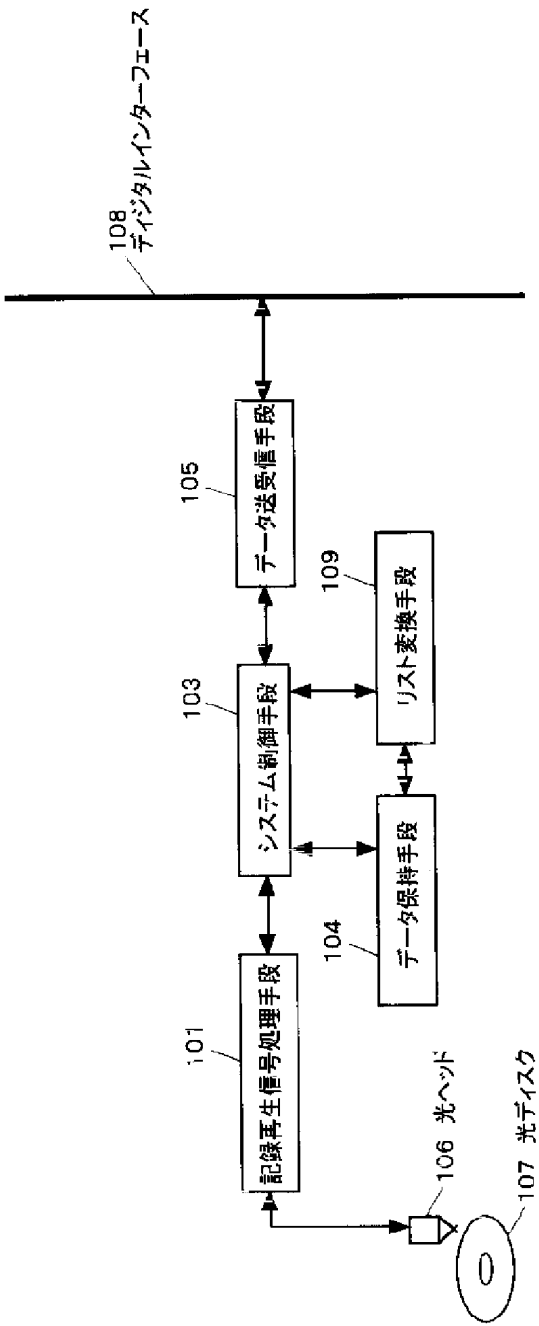 101
記録再生信号処理手段
103
システム制御手段
105
データ送受信手段
108
ディジタルインターフェース
104
データ保持手段
109
リスト変換手段
106 光ヘッド
107 光ディスク